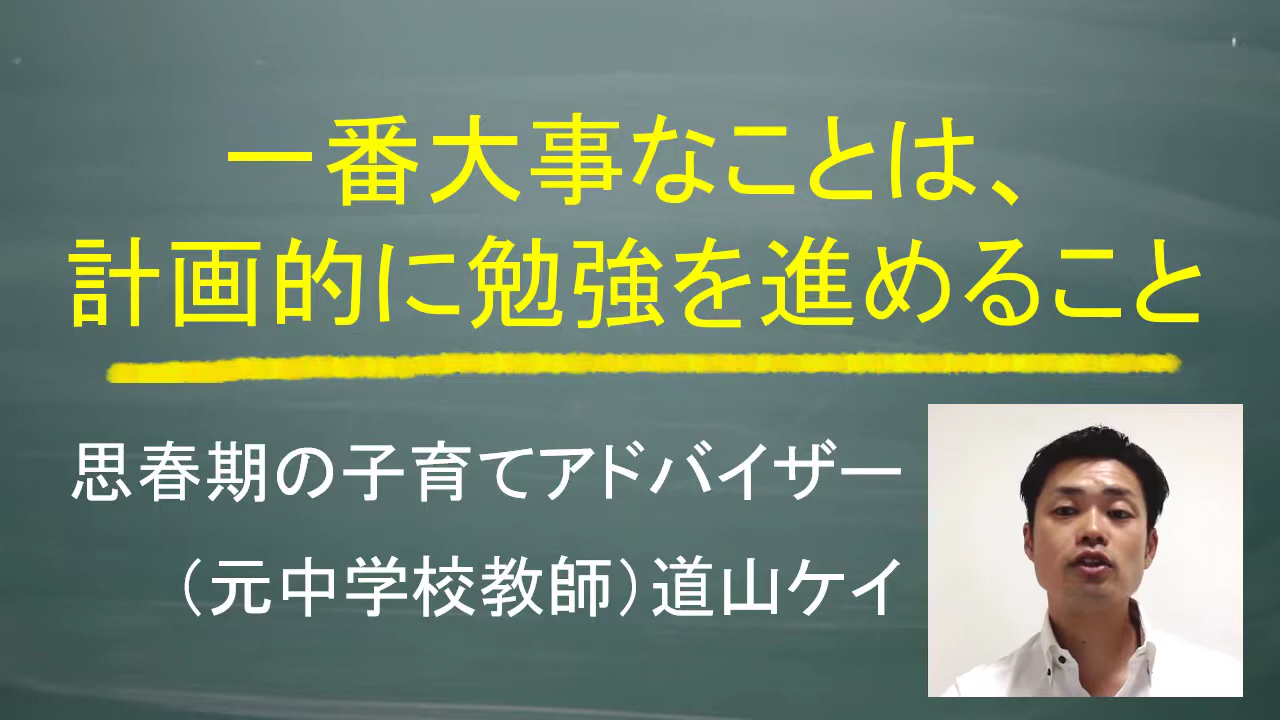 一番大事なことは、
計画的に勉強を進めること
思春期の子育てアドバイザー
（元中学校教師）道山ケイ